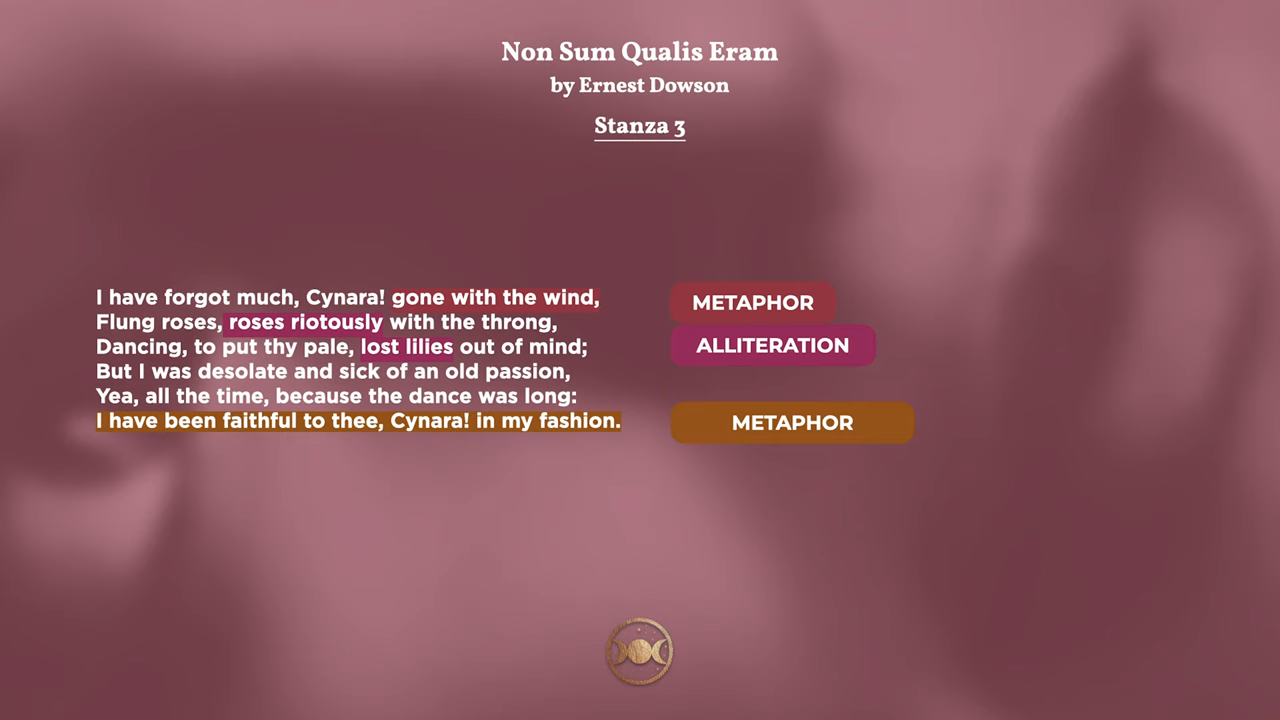 Non Sum Qualis Eram
by Ernest Dowson
Stanza 3
I have forgot much, Cynara! gone with the wind,
Flung roses, roses riotously with the throng,
Dancing, to put thy pale, lost lilies out of mind;
But I was desolate and sick of an old passion,
Yea, all the time, because the dance was long:
I have been faithful to thee, Cynara! in my fashion.
METAPHOR
ALLITERATION
METAPHOR